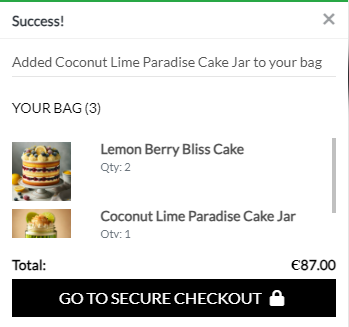 Success!
×
Added Coconut Lime Paradise Cake Jar to your bag
YOUR BAG (3)
Lemon Berry Bliss Cake
Qty: 2
Coconut Lime Paradise Cake Jar
Qty: 1
Total: €87.00
GO TO SECURE CHECKOUT